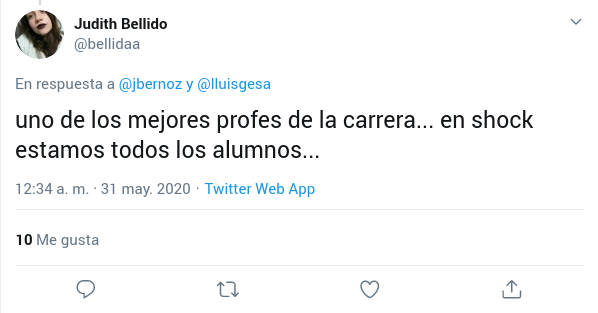 Judith Bellido
@bellidaa
En respuesta a @jbernoz y @lluisgesa
uno de los mejores profes de la carrera... en shock
estamos todos los alumnos...
12:34 a. m. · 31 may. 2020 · Twitter Web App
10 Me gusta